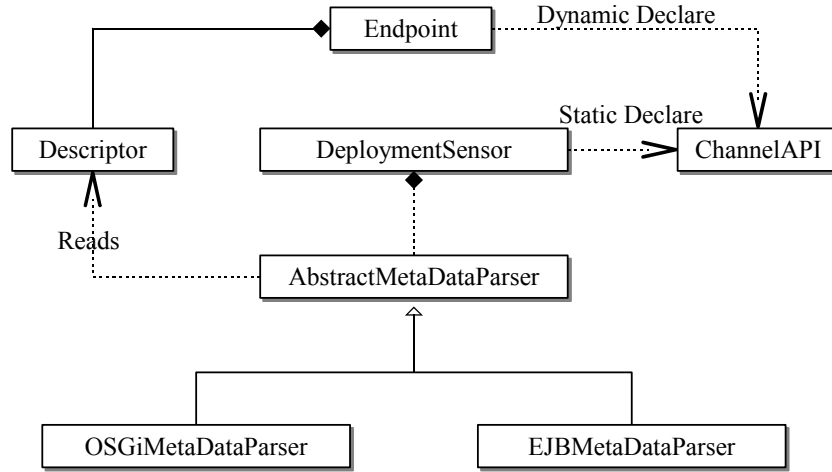 Endpoint
Dynamic Declare
Static Declare
Descriptor
DeploymentSensor
ChannelAPI
Reads
AbstractMetaDataParser
OSGiMetaDataParser
EJBMetaDataParser